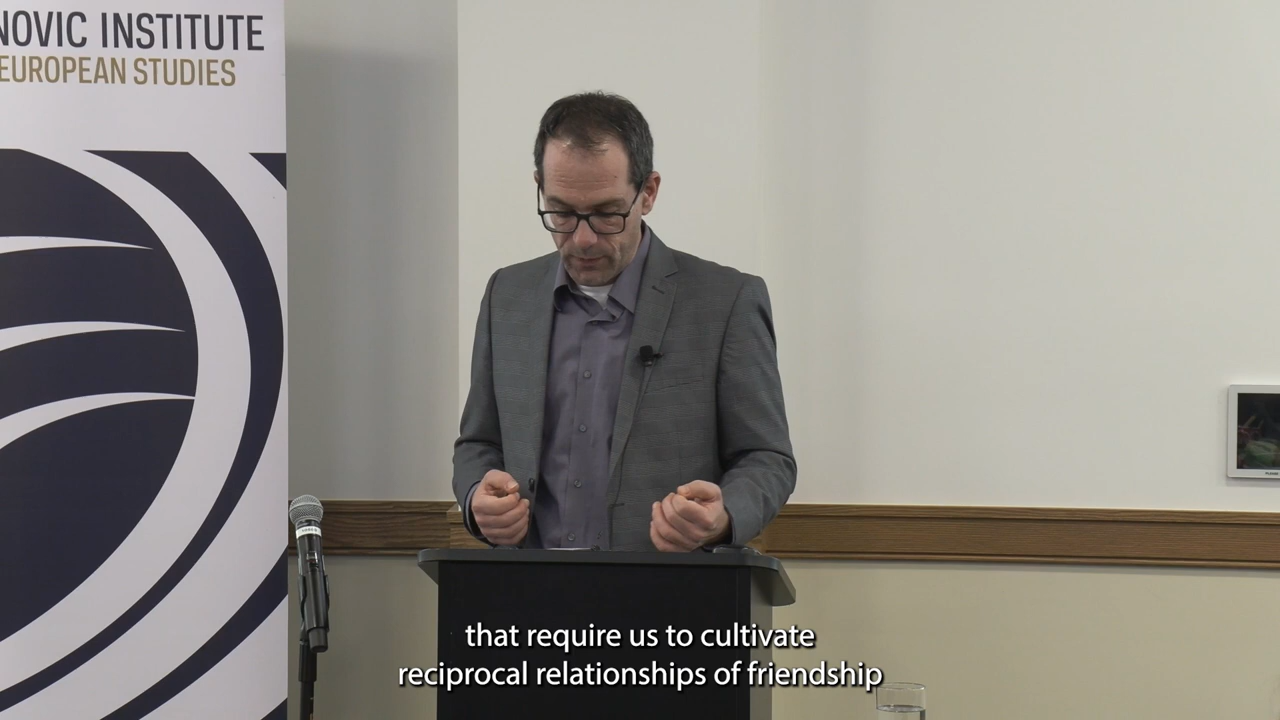 NOVIC INSTITUTE
EUROPEAN STUDIES
that require us to cultivate
reciprocal relationships of friendship